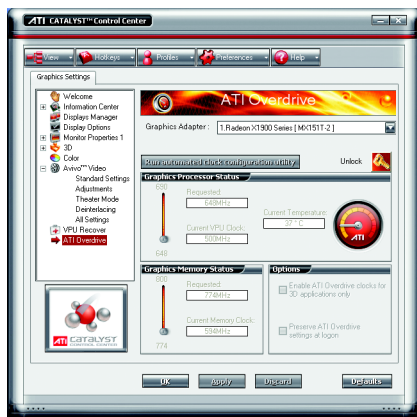 ATI CATALYST™ Control Center
View
Hotkeys
Profiles
Preferences
Help
Graphics Settings
Welcome
Information Center
Displays Manager
Display Options
Monitor Properties 1
3D
Color
Avivo™ Video
Standard Settings
Adjustments
Theater Mode
Deinterlacing
All Settings
VPU Recover
ATI Overdrive
ATI CATALYST
CONTROL CENTER
ATI Overdrive
Graphics Adapter :
1.Radeon X1900 Series [ MX151T-2 ]
Run automated clock configuration utility
Unlock
Graphics Processor Status
690
Requested:
648MHz
Current VPU Clock:
500MHz
648
Current Temperature:
37 ° C
ATI
Graphics Memory Status
800
Requested:
774MHz
Current Memory Clock:
594MHz
774
Options
Enable ATI Overdrive clocks for
3D applications only
Preserve ATI Overdrive
settings at logon
OK
Apply
Discard
Defaults